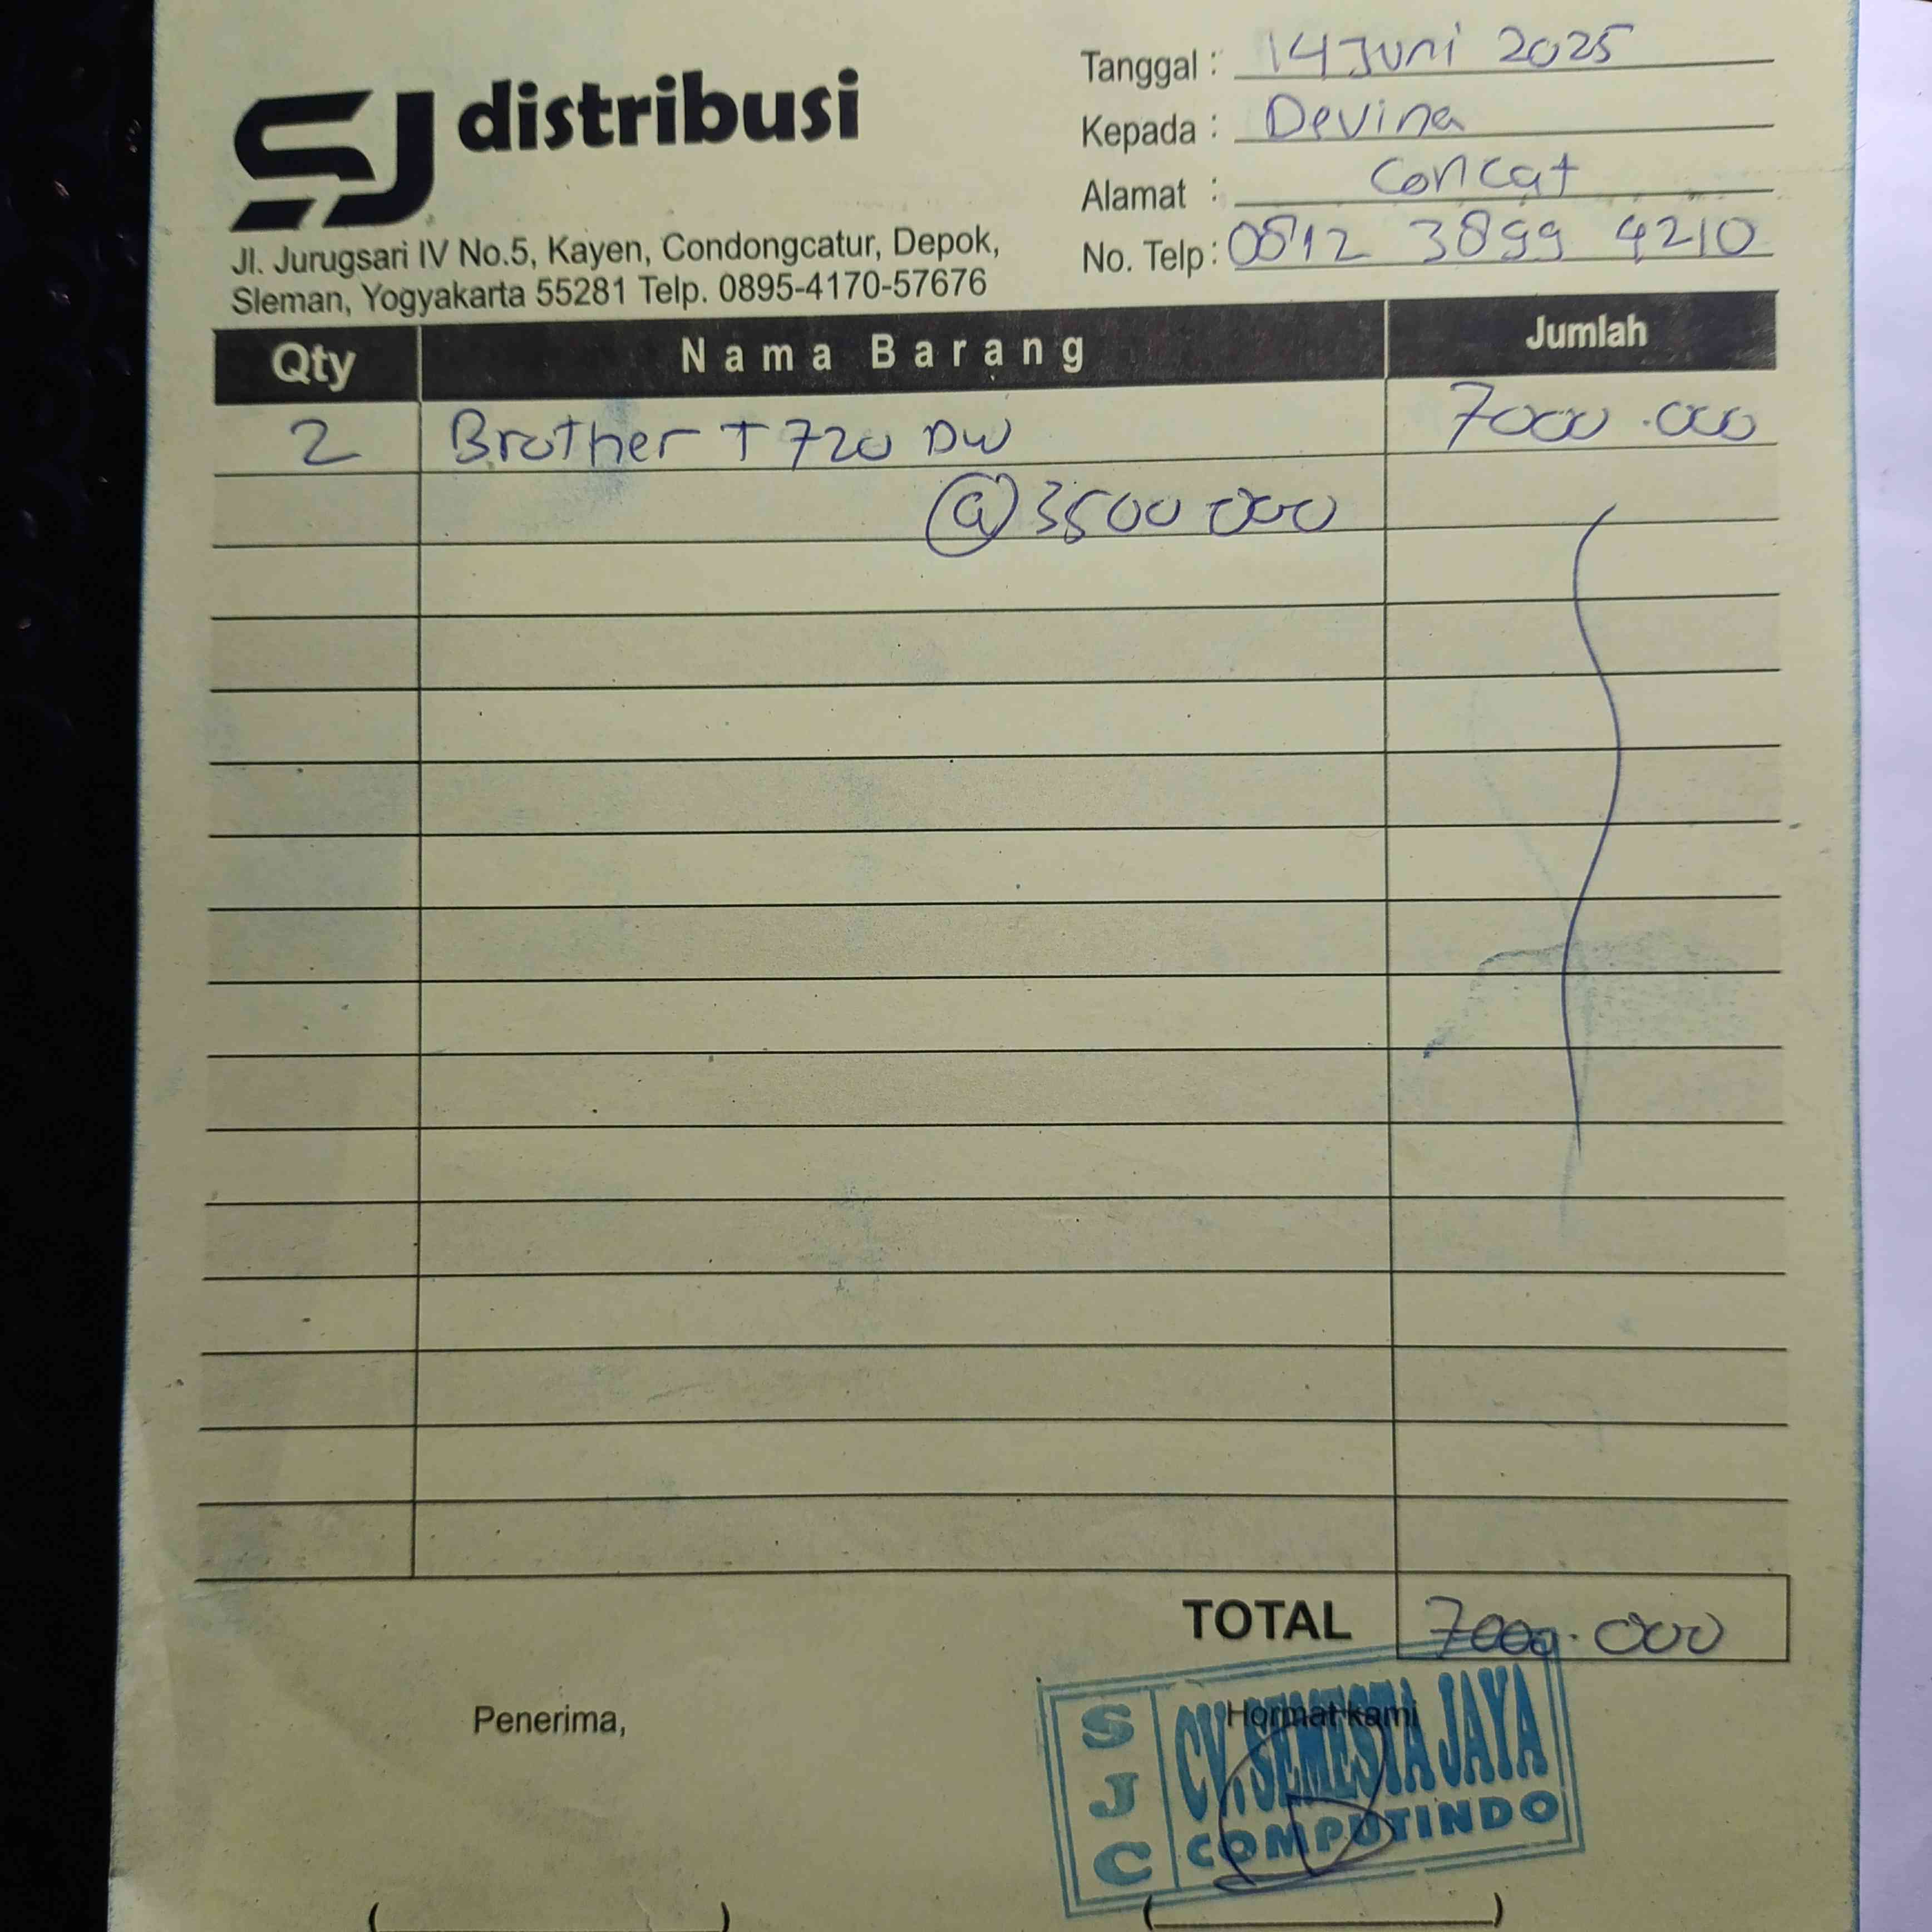 SJ distribusi
Jl. Jurugsari IV No.5, Kayen, Condongcatur, Depok,
Sleman, Yogyakarta 55281 Telp. 0895-4170-57676
Tanggal : 14 Juni 2025
Kepada : Devina
Alamat : Concat
No. Telp : 0812 3899 4210
Qty Nama Barang Jumlah
2 Brother T 720 DW 7000.000
@ 3500 000
TOTAL 7000.000
Penerima,
Hormat kami
SJC
CV. SEMESTA JAYA
COMPUTINDO